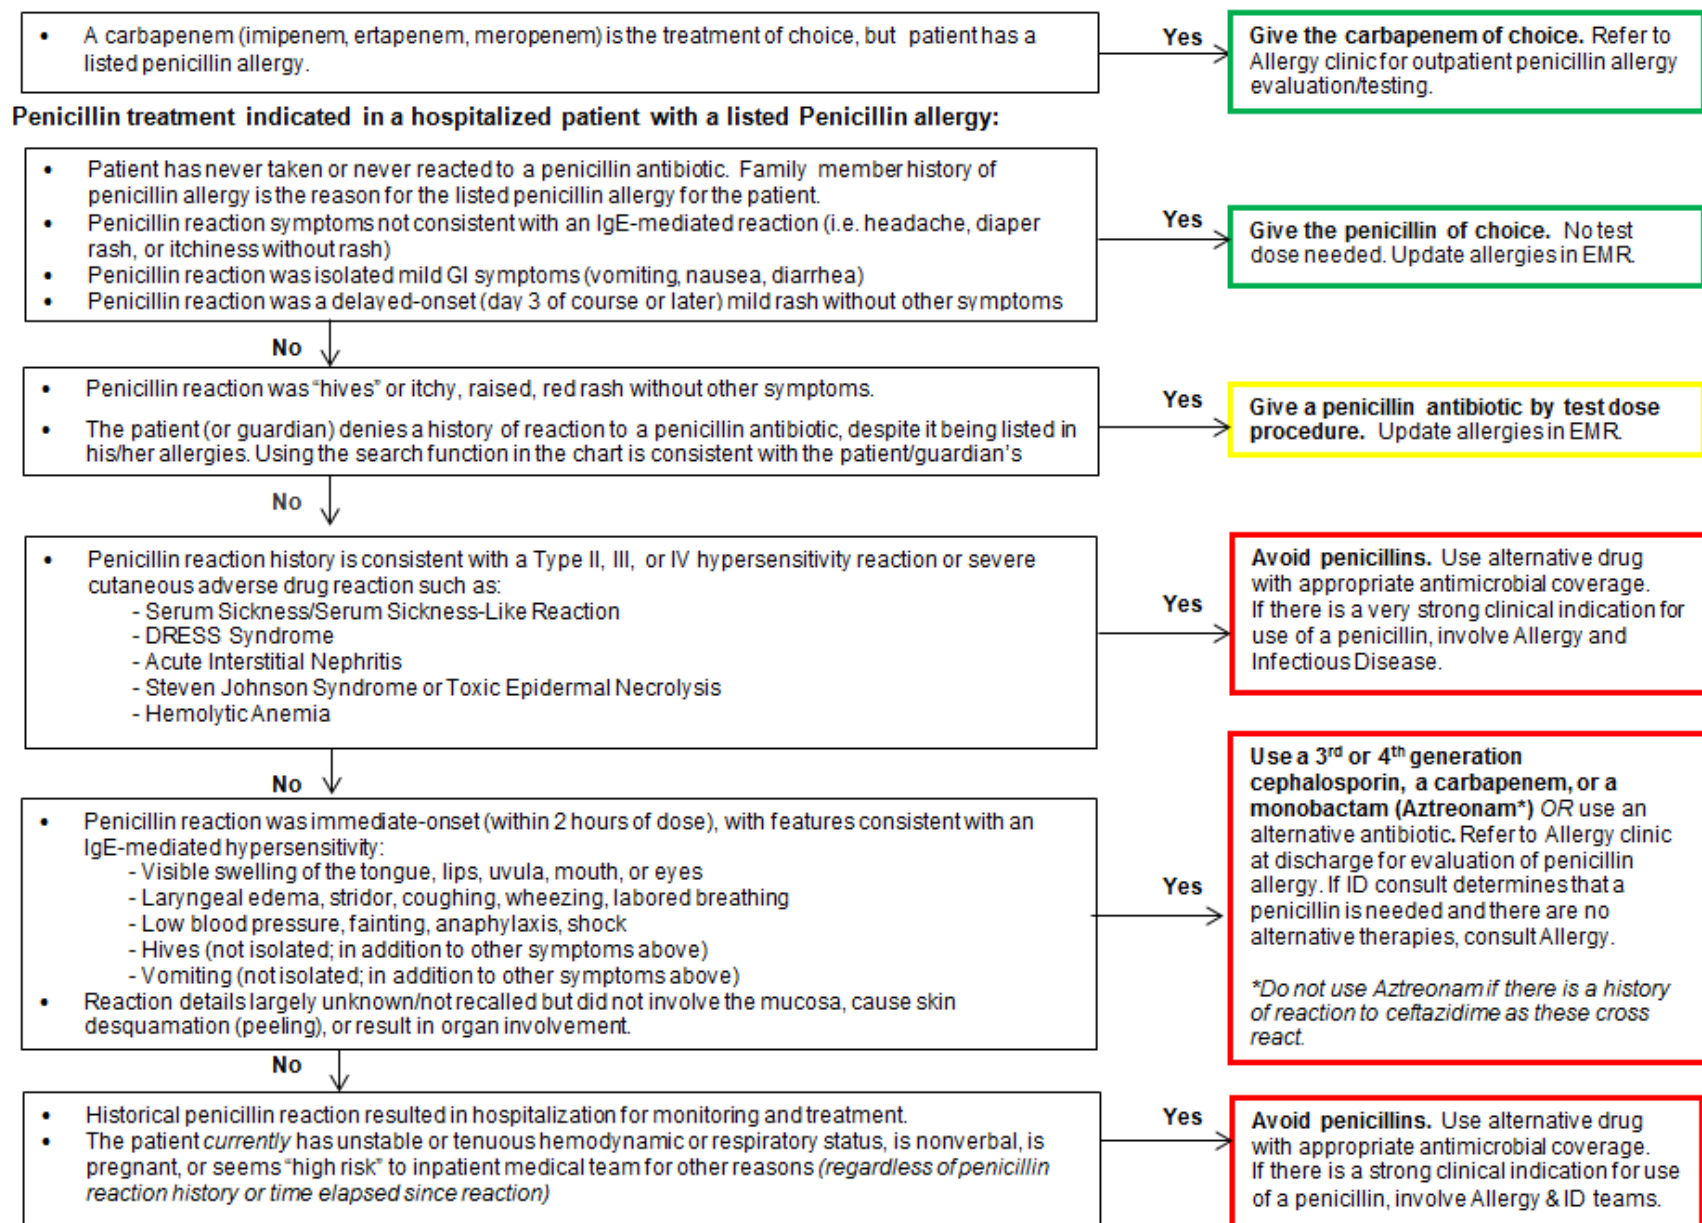 • A carbapenem (imipenem, ertapenem, meropenem) is the treatment of choice, but patient has a
listed penicillin allergy.
Yes
Give the carbapenem of choice. Refer to
Allergy clinic for outpatient penicillin allergy
evaluation/testing.
Penicillin treatment indicated in a hospitalized patient with a listed Penicillin allergy:
• Patient has never taken or never reacted to a penicillin antibiotic. Family member history of
penicillin allergy is the reason for the listed penicillin allergy for the patient.
• Penicillin reaction symptoms not consistent with an IgE-mediated reaction (i.e. headache, diaper
rash, or itchiness without rash)
• Penicillin reaction was isolated mild GI symptoms (vomiting, nausea, diarrhea)
• Penicillin reaction was a delayed-onset (day 3 of course or later) mild rash without other symptoms
Yes
Give the penicillin of choice. No test
dose needed. Update allergies in EMR.
No
• Penicillin reaction was "hives" or itchy, raised, red rash without other symptoms.
• The patient (or guardian) denies a history of reaction to a penicillin antibiotic, despite it being listed in
his/her allergies. Using the search function in the chart is consistent with the patient/guardian's
Yes
Give a penicillin antibiotic by test dose
procedure. Update allergies in EMR.
No
• Penicillin reaction history is consistent with a Type II, III, or IV hypersensitivity reaction or severe
cutaneous adverse drug reaction such as:
- Serum Sickness/Serum Sickness-Like Reaction
- DRESS Syndrome
- Acute Interstitial Nephritis
- Steven Johnson Syndrome or Toxic Epidermal Necrolysis
- Hemolytic Anemia
Yes
Avoid penicillins. Use alternative drug
with appropriate antimicrobial coverage.
If there is a very strong clinical indication for
use of a penicillin, involve Allergy and
Infectious Disease.
No
• Penicillin reaction was immediate-onset (within 2 hours of dose), with features consistent with an
IgE-mediated hypersensitivity:
- Visible swelling of the tongue, lips, uvula, mouth, or eyes
- Laryngeal edema, stridor, coughing, wheezing, labored breathing
- Low blood pressure, fainting, anaphylaxis, shock
- Hives (not isolated; in addition to other symptoms above)
- Vomiting (not isolated; in addition to other symptoms above)
• Reaction details largely unknown/not recalled but did not involve the mucosa, cause skin
desquamation (peeling), or result in organ involvement.
Yes
Use a 3rd or 4th generation
cephalosporin, a carbapenem, or a
monobactam (Aztreonam*) OR use an
alternative antibiotic. Refer to Allergy clinic
at discharge for evaluation of penicillin
allergy. If ID consult determines that a
penicillin is needed and there are no
alternative therapies, consult Allergy.
*Do not use Aztreonam if there is a history
of reaction to ceftazidime as these cross
react.
No
• Historical penicillin reaction resulted in hospitalization for monitoring and treatment.
• The patient currently has unstable or tenuous hemodynamic or respiratory status, is nonverbal, is
pregnant, or seems "high risk" to inpatient medical team for other reasons (regardless of penicillin
reaction history or time elapsed since reaction)
Yes
Avoid penicillins. Use alternative drug
with appropriate antimicrobial coverage.
If there is a strong clinical indication for use
of a penicillin, involve Allergy & ID teams.